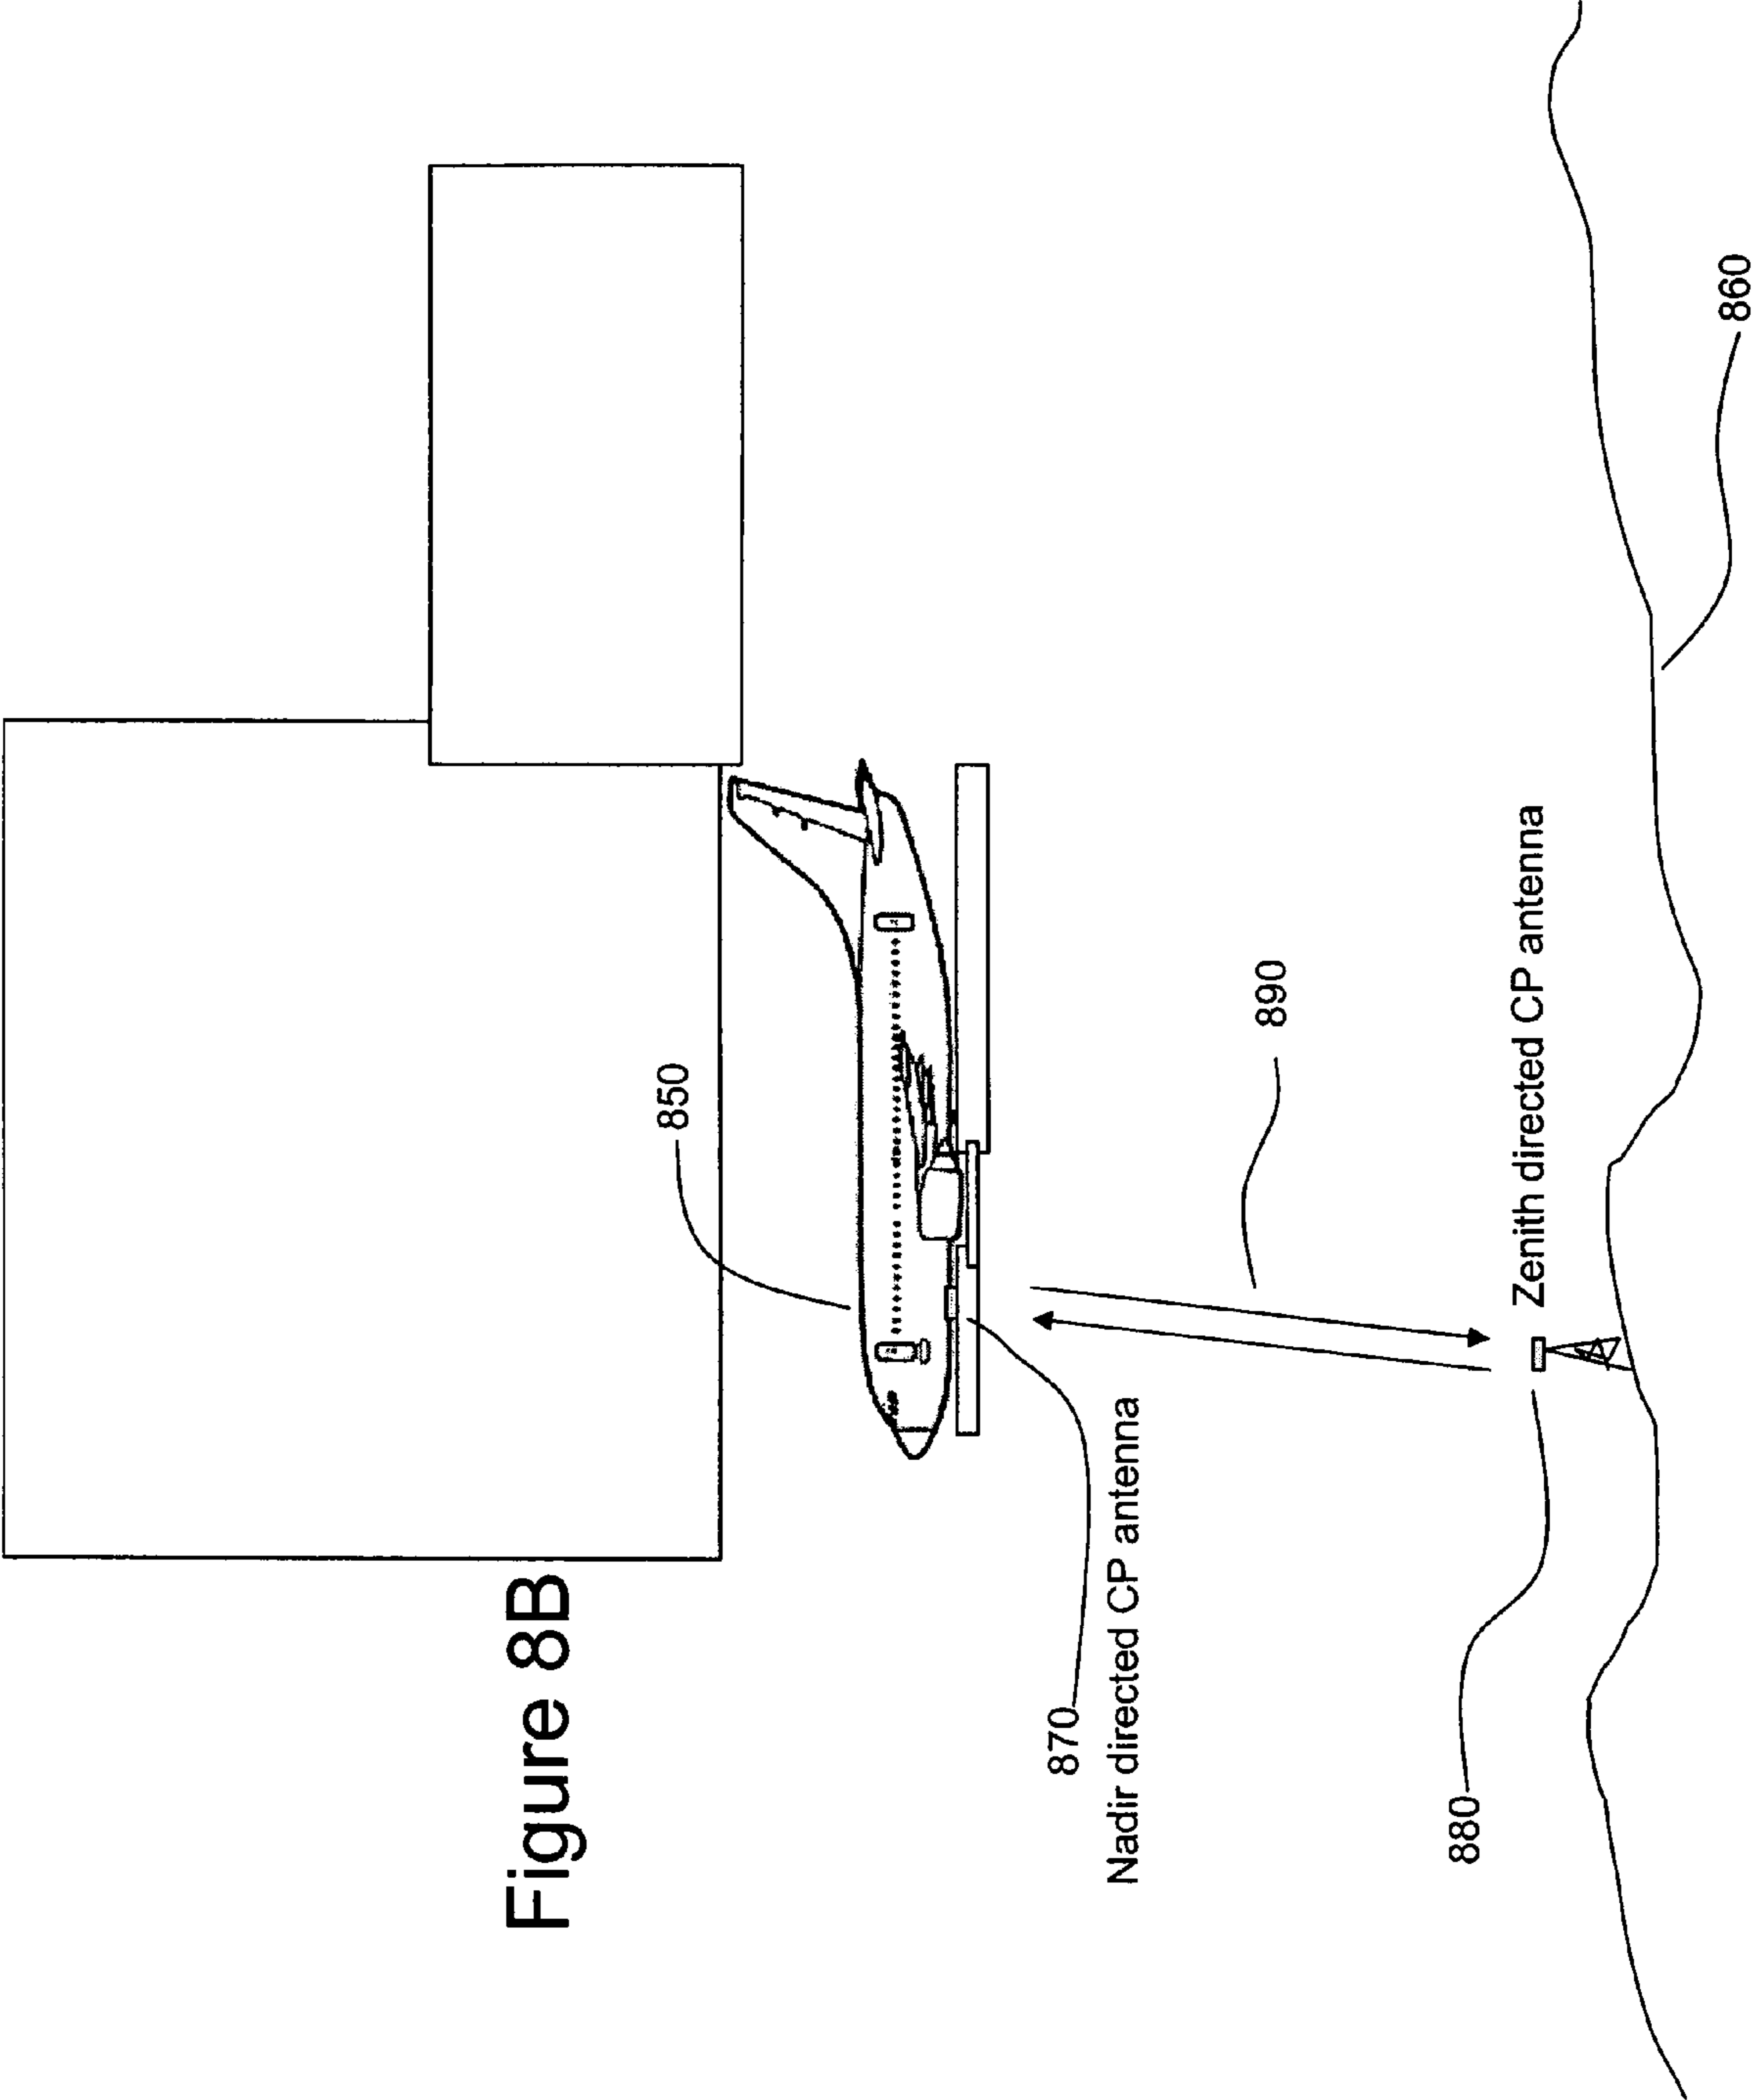 Figure 8B
850
870
Nadir directed CP antenna
890
880
Zenith directed CP antenna
860